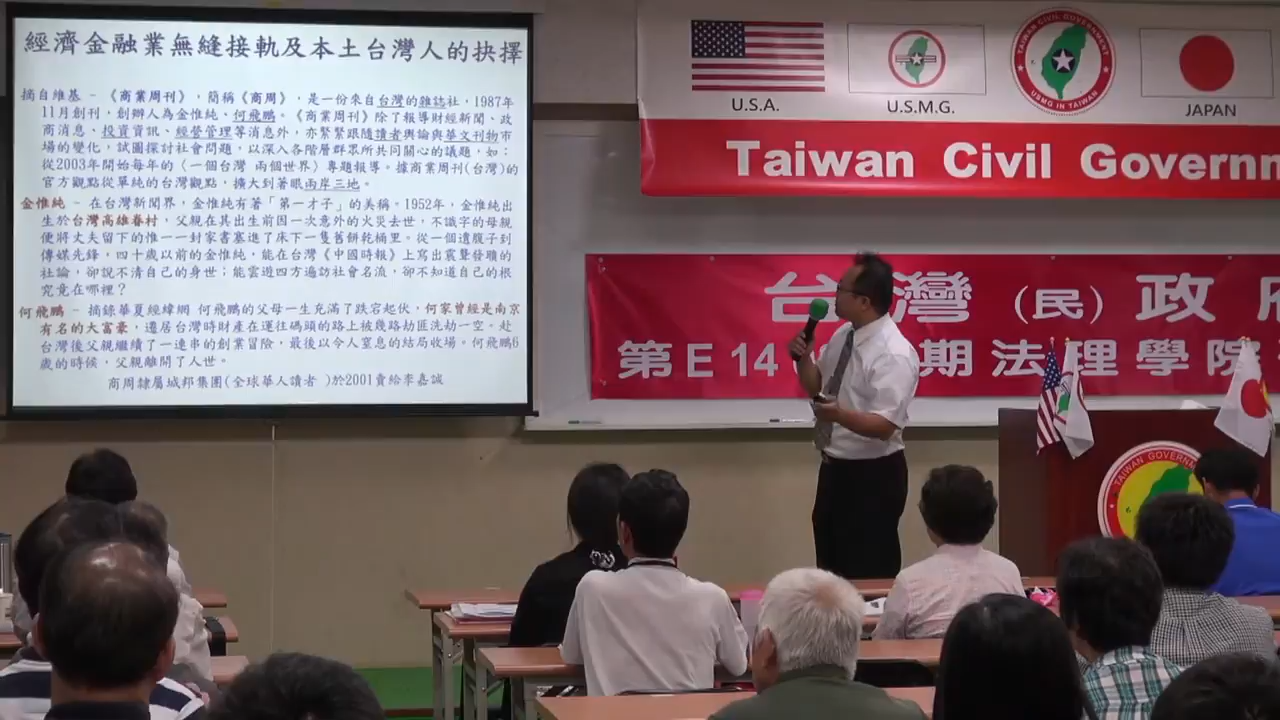 經濟金融業無縫接軌及本土台灣人的抉擇
摘自維基 - 《商業周刊》，簡稱《商周》，是一份來自台灣的雜誌社，1987年
11月創刊，創辦人為金惟純、何飛鵬。《商業周刊》除了報導財經新聞、政
商消息、投資資訊、經營管理等消息外，亦緊緊跟隨讀者輿論與華文刊物市
場的變化，試圖探討社會問題，以深入各階層群眾所共同關心的議題，如：
從2003年開始每年的〈一個台灣 兩個世界〉專題報導。據商業周刊(台灣)的
官方觀點從單純的台灣觀點，擴大到著眼兩岸三地。
金惟純 - 在台灣新聞界，金惟純有著「第一才子」的美稱。1952年，金惟純出
生於台灣高雄眷村，父親在其出生前因一次意外的火災去世，不識字的母親
便將丈夫留下的惟一一封家書塞進了床下一隻舊餅乾桶里。從一個遺腹子到
傳媒先鋒，四十歲以前的金惟純，能在台灣《中國時報》上寫出震聾發聵的
社論，卻說不清自己的身世；能雲遊四方遍訪社會名流，卻不知道自己的根
究竟在哪裡？
何飛鵬 - 摘錄華夏經緯網 何飛鵬的父母一生充滿了跌宕起伏，何家曾經是南京
有名的大富豪，遷居台灣時財產在運往碼頭的路上被幾路劫匪洗劫一空。赴
台灣後父親繼續了一連串的創業冒險，最後以令人窒息的結局收場。何飛鵬6
歲的時候，父親離開了人世。
商周隸屬城邦集團(全球華人讀者 )於2001賣給李嘉誠
U.S.A.
U.S.M.G.
TAIWAN CIVIL GOVERNMENT
USMG IN TAIWAN
JAPAN
Taiwan Civil Governm
台灣（民）政府
第E14 期法理學院
TAIWAN GOVERNMENT